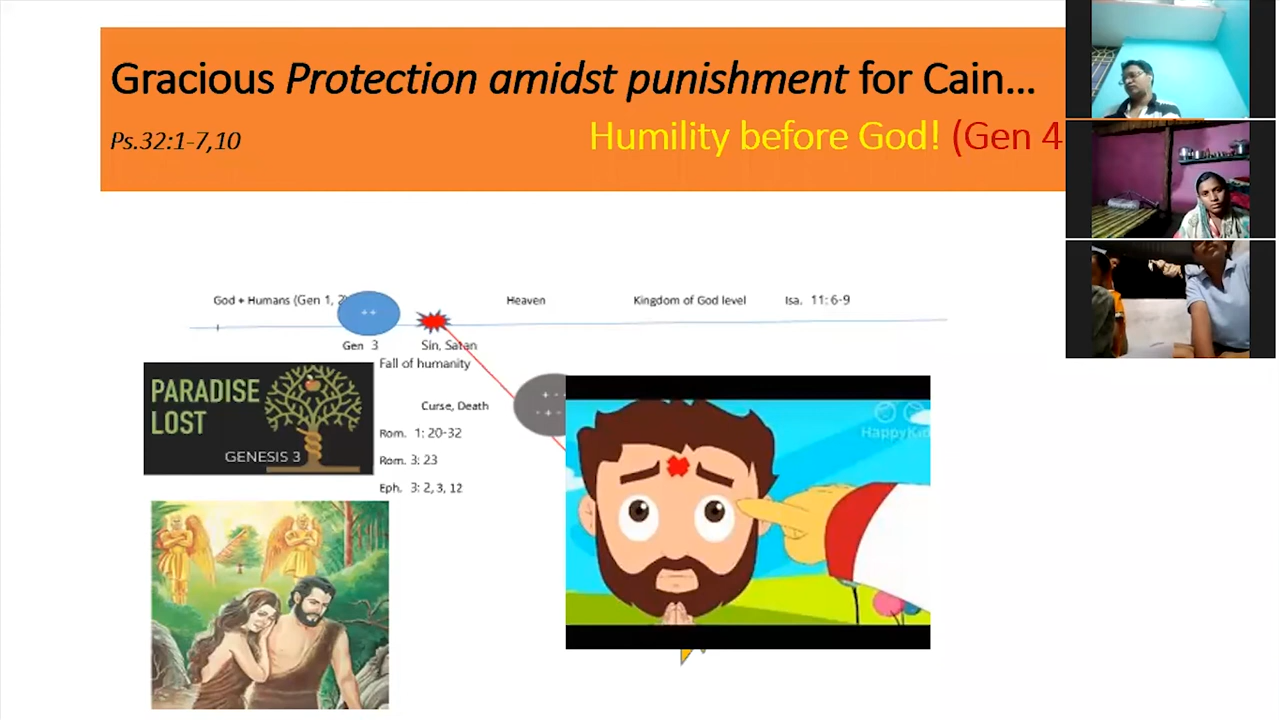 Gracious Protection amidst punishment for Cain...
Ps.32:1-7,10
Humility before God! (Gen 4
God + Humans (Gen 1, 2)
Heaven
Kingdom of God level
Isa. 11: 6-9
Gen 3
Sin, Satan
Fall of humanity
Curse, Death
Rom. 1: 20-32
Rom. 3: 23
Eph. 3: 2, 3, 12
PARADISE
LOST
GENESIS 3
HappyKid